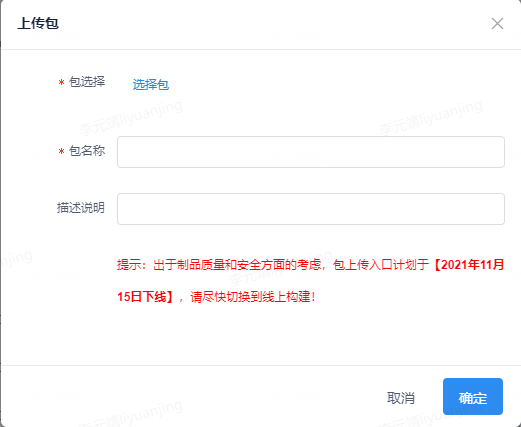 上传包
* 包选择 选择包
* 包名称
描述说明
提示：出于制品质量和安全方面的考虑，包上传入口计划于【2021年11月
15日下线】，请尽快切换到线上构建！
取消 确定